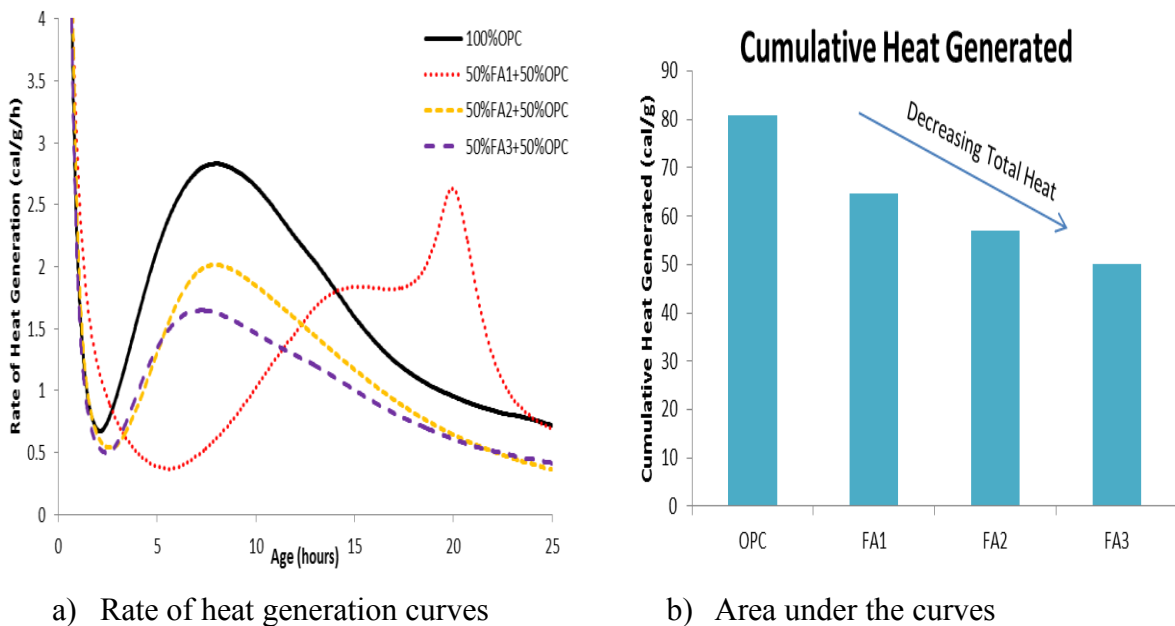 4
3.5
3
2.5
2
1.5
1
0.5
0
Rate of Heat Generation (cal/g/h)
100%OPC
50%FA1+50%OPC
50%FA2+50%OPC
50%FA3+50%OPC
0 5 10 15 20 25
Age (hours)
Cumulative Heat Generated
90
80
70
60
50
40
30
20
10
0
Cumulative Heat Generated (cal/g)
Decreasing Total Heat
OPC FA1 FA2 FA3
a) Rate of heat generation curves
b) Area under the curves